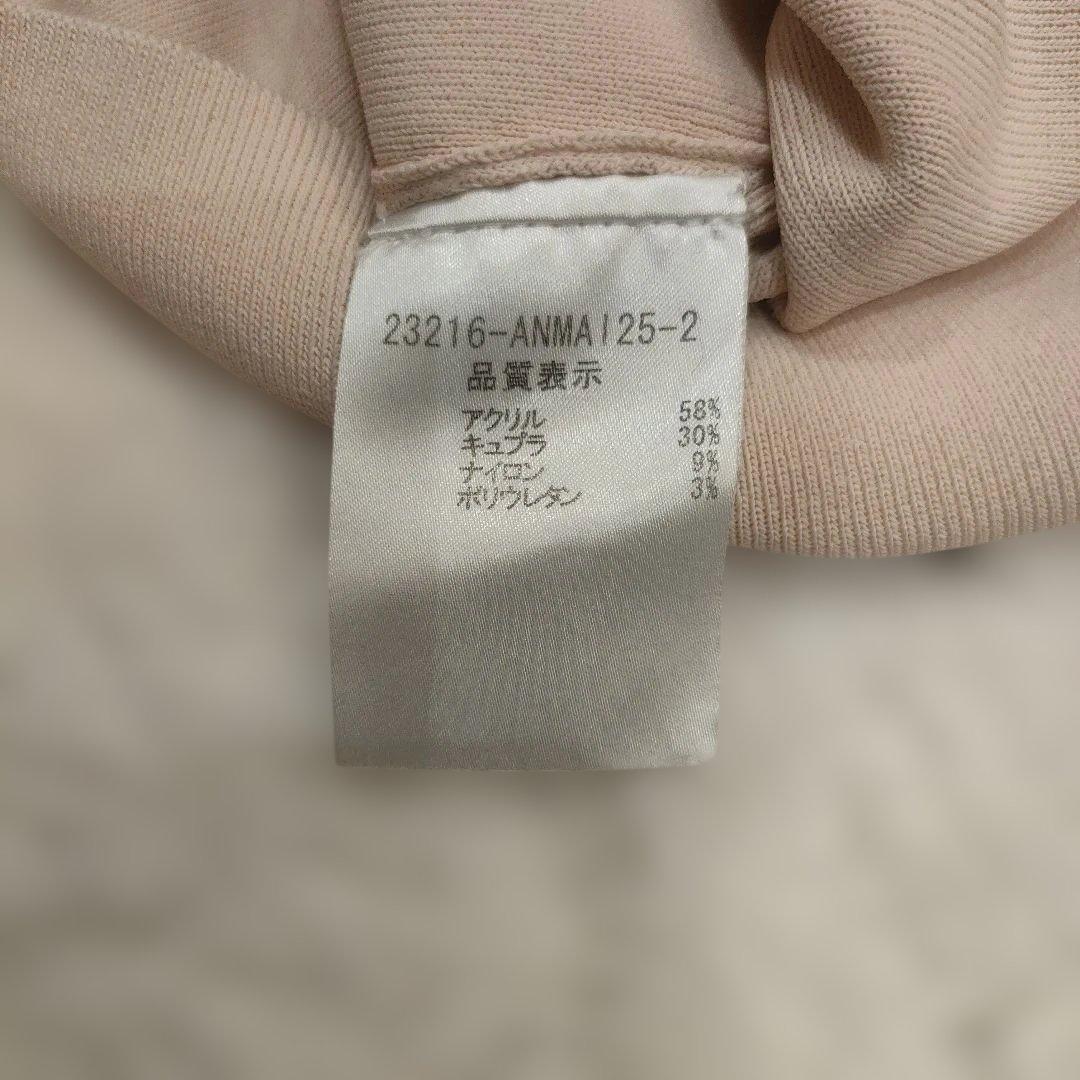 23216-ANMAI25-2
品質表示
アクリル 58%
キュプラ 30%
ナイロン 9%
ポリウレタン 3%